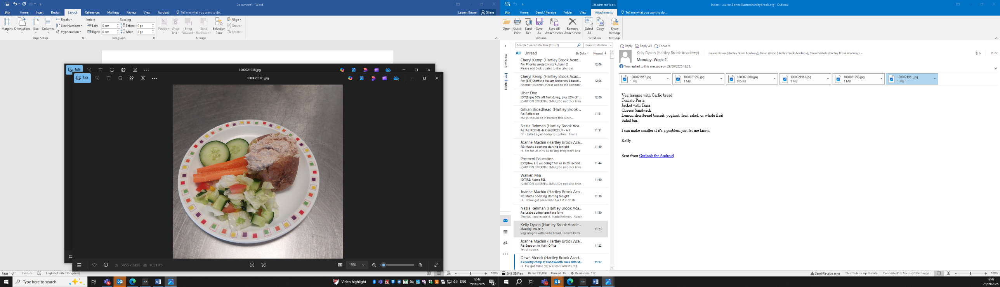 Document1 - Word
File Home Insert Design Layout References Mailings Review View Acrobat Tell me what you want to do... Lauren Bower Share
Margins Orientation Size Columns
Breaks
Line Numbers
Hyphenation
Page Setup
Indent Spacing
Left: 0 cm Before: 0 pt
Right: 0 cm After: 8 pt
Paragraph
Position Wrap Text Bring Forward Send Backward Selection Pane
Align
Group
Rotate
Arrange
Edit 1000021958.jpg
Edit 1000021961.jpg
3456 x 3456 1021 KB 19%
Page 1 of 1 7 words English (United Kingdom) 100%
Type here to search Video highlight ENG 12:42 29/09/2025 2
Attachment Tools
Inbox - Lauren.Bower@astreahartleybrook.org - Outlook
File Home Send / Receive Folder View Attachments Tell me what you want to do...
Open Quick Print Send To Save As Save All Attachments Remove Attachment Select All Copy Show Message
Actions Selection Message
Sent Items
Drafts [144]
Search Current Mailbox (Ctrl+E) Current Mailbox
All Unread By Date Newest
Cheryl Kemp (Hartley Brook Acad...
Fw: Phonics project visits Autumn 2 12:06
Please add Beck's dates to the calendar.
Cheryl Kemp (Hartley Brook Acad...
Fw: [EXT]Sheffield Hallam University Educati... 12:06
Another student!! Please add to the calendar.
Uber One
[EXT]Enjoy 50% off fruit & veg, plus 25% off ... 12:00
[CAUTION EXTERNAL EMAIL] Do not click links
Gillian Broadhead (Hartley Brook ...
Re: Reflection 11:51
MA y5 should be in nurture this lunch...
Nazia Rehman (Hartley Brook Aca...
Re: Re: REC ML -N.K and REC LM - A.K 11:51
FYI - Called again today to confirm. Thank
Joanne Machin (Hartley Brook Aca...
RE: Maths boosting starting tonight 11:49
Hi Yes for LH in Y6 RS to stay every week and
Protocol Education
[EXT]How are we doing? Tell us in 30 second... 11:44
[CAUTION EXTERNAL EMAIL] Do not click links
Walker, Mia
[EXT]RE: Astrea PSL 11:40
[CAUTION EXTERNAL EMAIL] Do not click links
Joanne Machin (Hartley Brook Aca...
RE: Maths boosting starting tonight 11:38
Hi I have got permission for EM in Y6 LN
Nazia Rehman (Hartley Brook Aca...
Re: Leave during term time form 11:30
Thanks, I appreciate it. Nazia Rehman, Admin
Kelly Dyson (Hartley Brook Acade...
Monday. Week 2. 11:23
Veg lasagne with Garlic bread Tomato Pasta
Joanne Machin (Hartley Brook Aca...
Re: Support in Main Office 11:22
Yes of course.
Dawn Alcock (Hartley Brook Acad...
X country comp at Handsworth Tues 30th St... 11:17
Hi I've got Millie (Y6) & Oscar Forrest's (Y3)
Reply Reply All Forward
Kelly Dyson (Hartley Brook Academy) Lauren Bower (Hartley Brook Academy); Dawn Wilson (Hartley Brook Academy); Claire Costello (Hartley Brook Academy) 6 11:22
Monday. Week 2.
You replied to this message on 29/09/2025 12:32.
1000021957.jpg 1 MB
1000021959.jpg 1 MB
1000021960.jpg 975 KB
1000021963.jpg 1 MB
1000021958.jpg 1 MB
1000021961.jpg 1 MB
Veg lasagne with Garlic bread
Tomato Pasta
Jacket with Tuna
Cheese Sandwich
Lemon shortbread biscuit, yoghurt, fruit salad, or whole fruit
Salad bar.
I can make smaller if it's a problem just let me know.
Kelly
Sent from Outlook for Android
26.9 GB Free Items: 238,096 Unread: 16 Reminders: 152 Send/Receive error This folder is up to date. Connected to: Microsoft Exchange 100%
12:42
29/09/2025